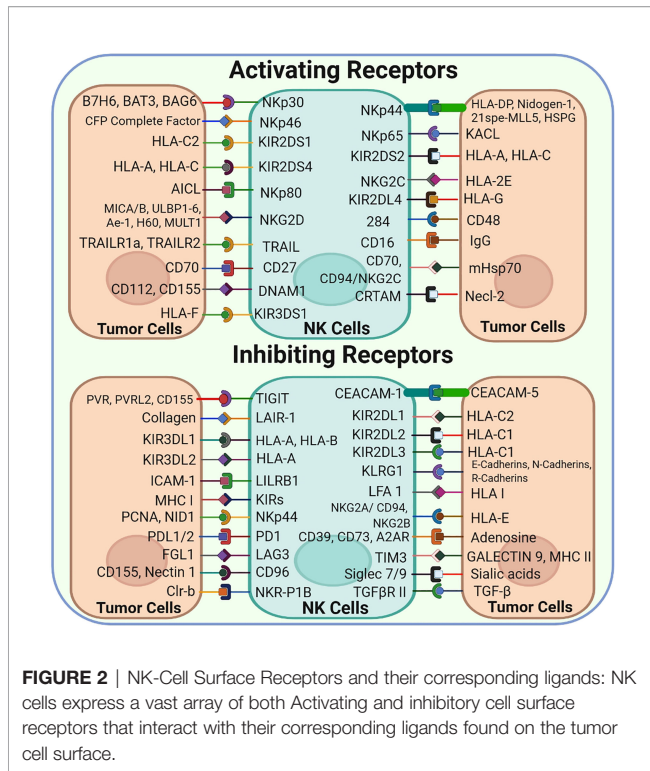 Activating Receptors
B7H6, BAT3, BAG6 NKp30
CFP Complete Factor NKp46
HLA-C2 KIR2DS1
HLA-A, HLA-C KIR2DS4
AICL NKp80
MICA/B, ULBP1-6,
Ae-1, H60, MULT1 NKG2D
TRAILR1a, TRAILR2 TRAIL
CD70 CD27
CD112, CD155 DNAM1
HLA-F KIR3DS1
Tumor Cells
NKp44 HLA-DP, Nidogen-1,
21spe-MLL5, HSPG
NKp65 KACL
KIR2DS2 HLA-A, HLA-C
NKG2C HLA-2E
KIR2DL4 HLA-G
284 CD48
CD16 IgG
CD70,
CD94/NKG2C mHsp70
CRTAM Necl-2
NK Cells
Tumor Cells
Inhibiting Receptors
PVR, PVRL2, CD155 TIGIT
Collagen LAIR-1
KIR3DL1 HLA-A, HLA-B
KIR3DL2 HLA-A
ICAM-1 LILRB1
MHC I KIRs
PCNA, NID1 NKp44
PDL1/2 PD1
FGL1 LAG3
CD155, Nectin 1 CD96
Clr-b NKR-P1B
Tumor Cells
CEACAM-1 CEACAM-5
KIR2DL1 HLA-C2
KIR2DL2 HLA-C1
KIR2DL3 HLA-C1
KLRG1 E-Cadherins, N-Cadherins,
R-Cadherins
LFA 1 HLA I
NKG2A/ CD94,
NKG2B HLA-E
CD39, CD73, A2AR Adenosine
TIM3 GALECTIN 9, MHC II
Siglec 7/9 Sialic acids
TGFβR II TGF-β
NK Cells
Tumor Cells
FIGURE 2 | NK-Cell Surface Receptors and their corresponding ligands: NK
cells express a vast array of both Activating and inhibitory cell surface
receptors that interact with their corresponding ligands found on the tumor
cell surface.